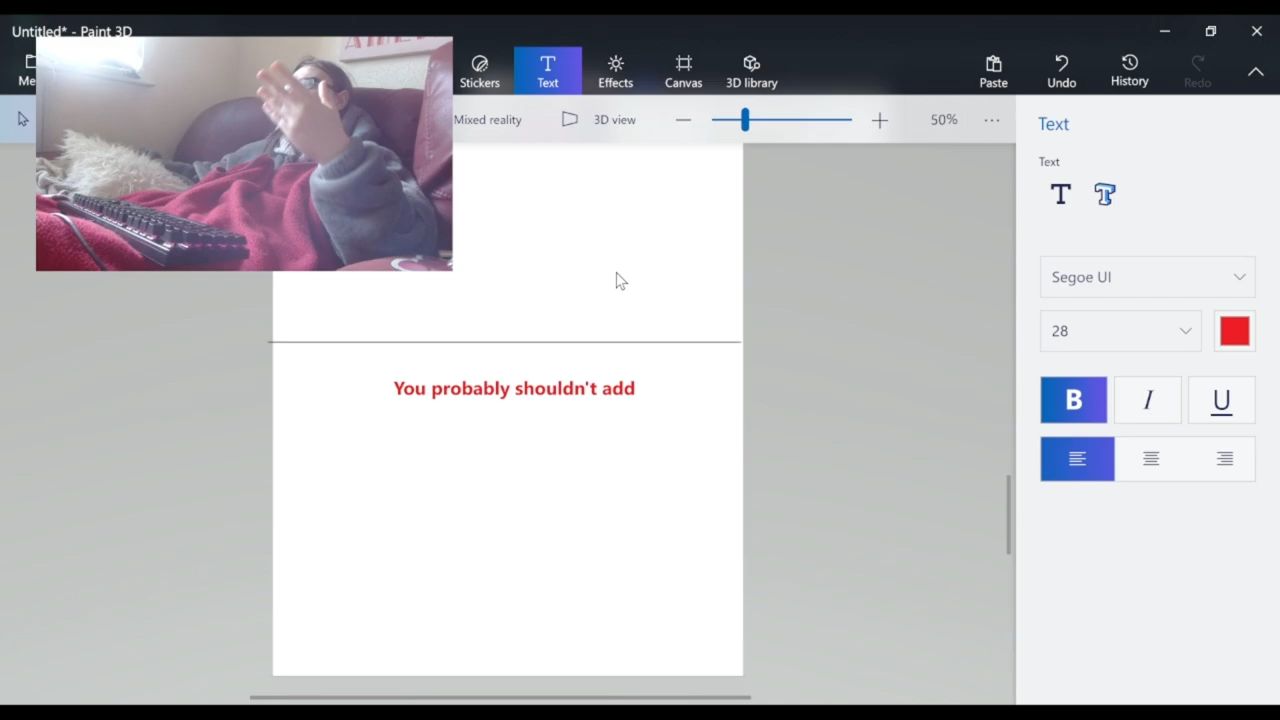 Untitled* - Paint 3D
Me
Stickers
Text
Effects
Canvas
3D library
Paste
Undo
History
Redo
Mixed reality
3D view
50%
Text
Text
Segoe UI
28
B I U
You probably shouldn't add